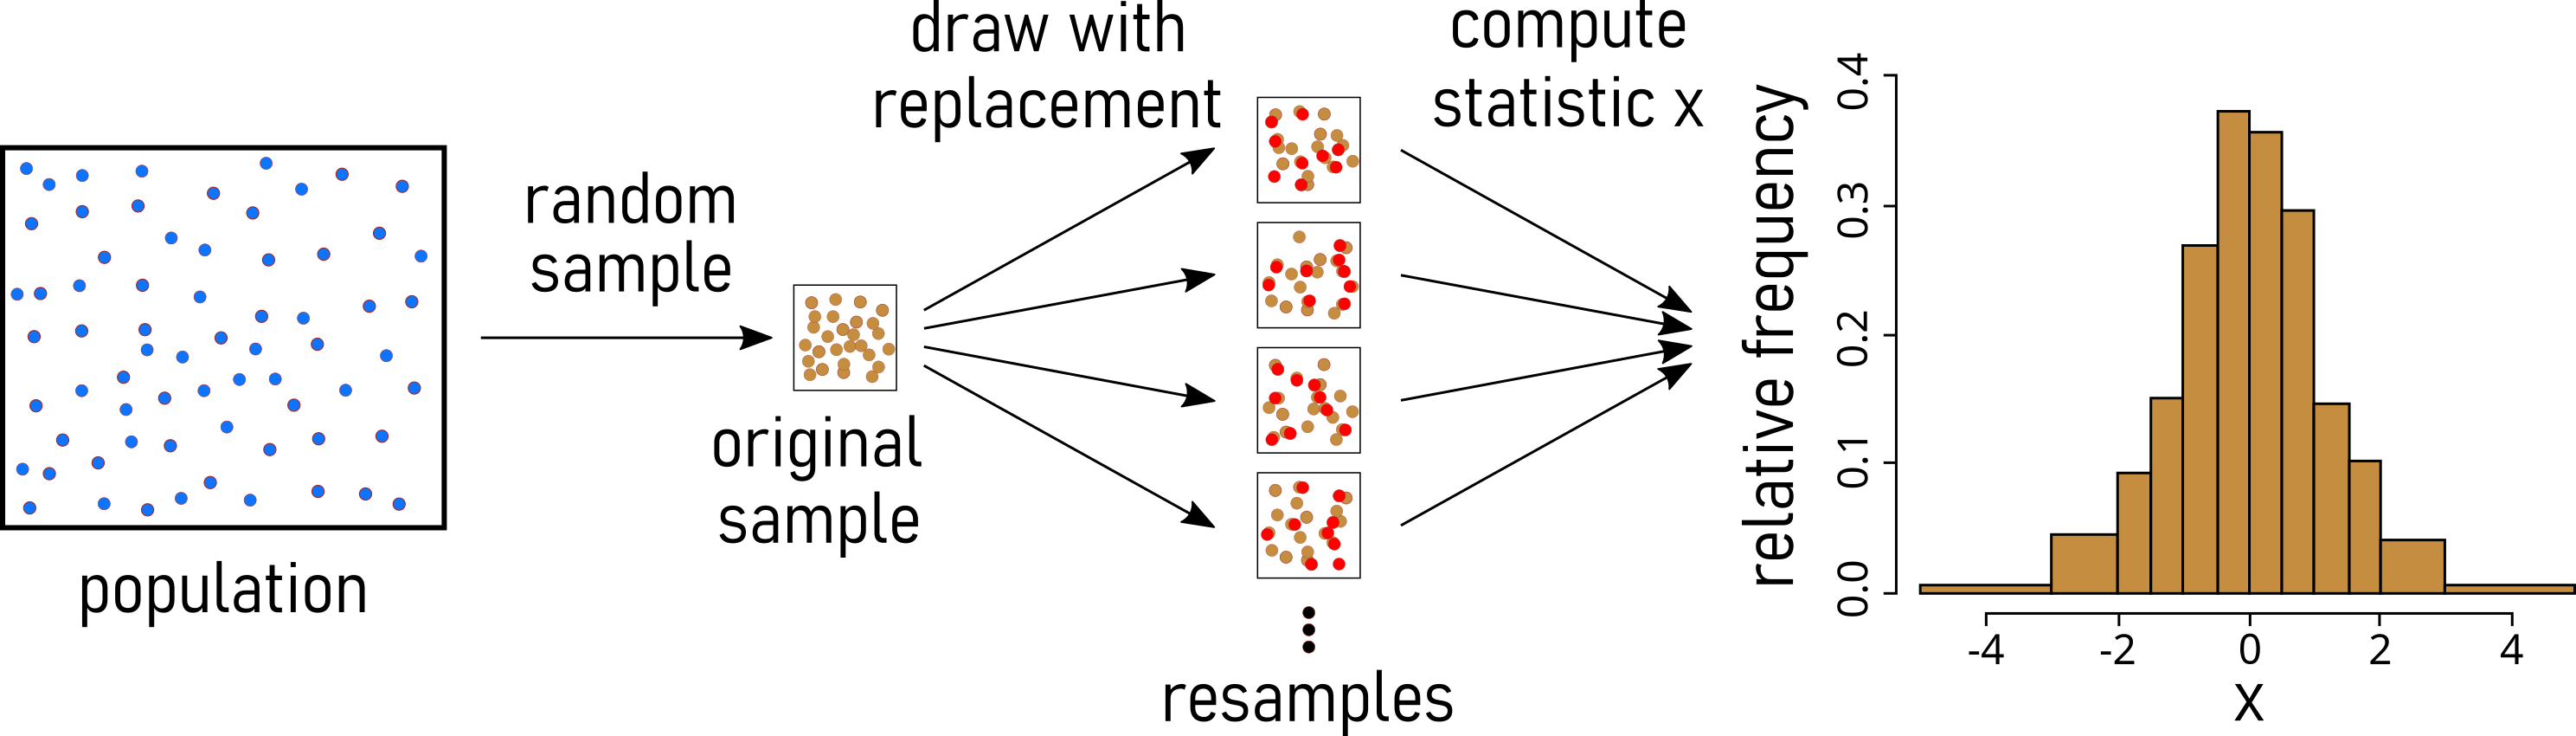 population
random
sample
original
sample
draw with
replacement
resamples
compute
statistic x
relative frequency
0.0
0.1
0.2
0.3
0.4
-4
-2
0
2
4
x